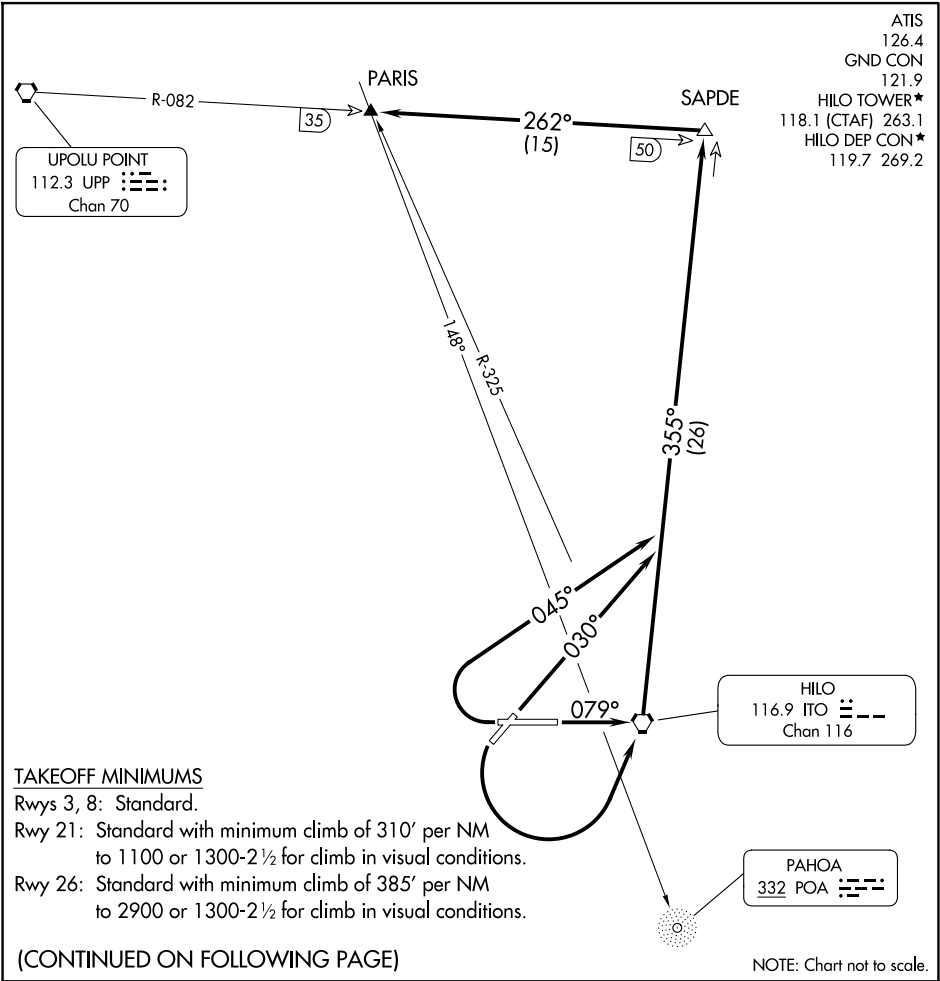 ATIS
126.4
GND CON
121.9
HILO TOWER★
118.1 (CTAF) 263.1
HILO DEP CON★
119.7 269.2
PARIS
SAPDE
R-082
35
262°
(15)
50
UPOLU POINT
112.3 UPP
Chan 70
148°
R-325
355°
(26)
045°
030°
079°
HILO
116.9 ITO
Chan 116
TAKEOFF MINIMUMS
Rwys 3, 8: Standard.
Rwy 21: Standard with minimum climb of 310' per NM
to 1100 or 1300-2½ for climb in visual conditions.
Rwy 26: Standard with minimum climb of 385' per NM
to 2900 or 1300-2½ for climb in visual conditions.
PAHOA
332 POA
(CONTINUED ON FOLLOWING PAGE)
NOTE: Chart not to scale.